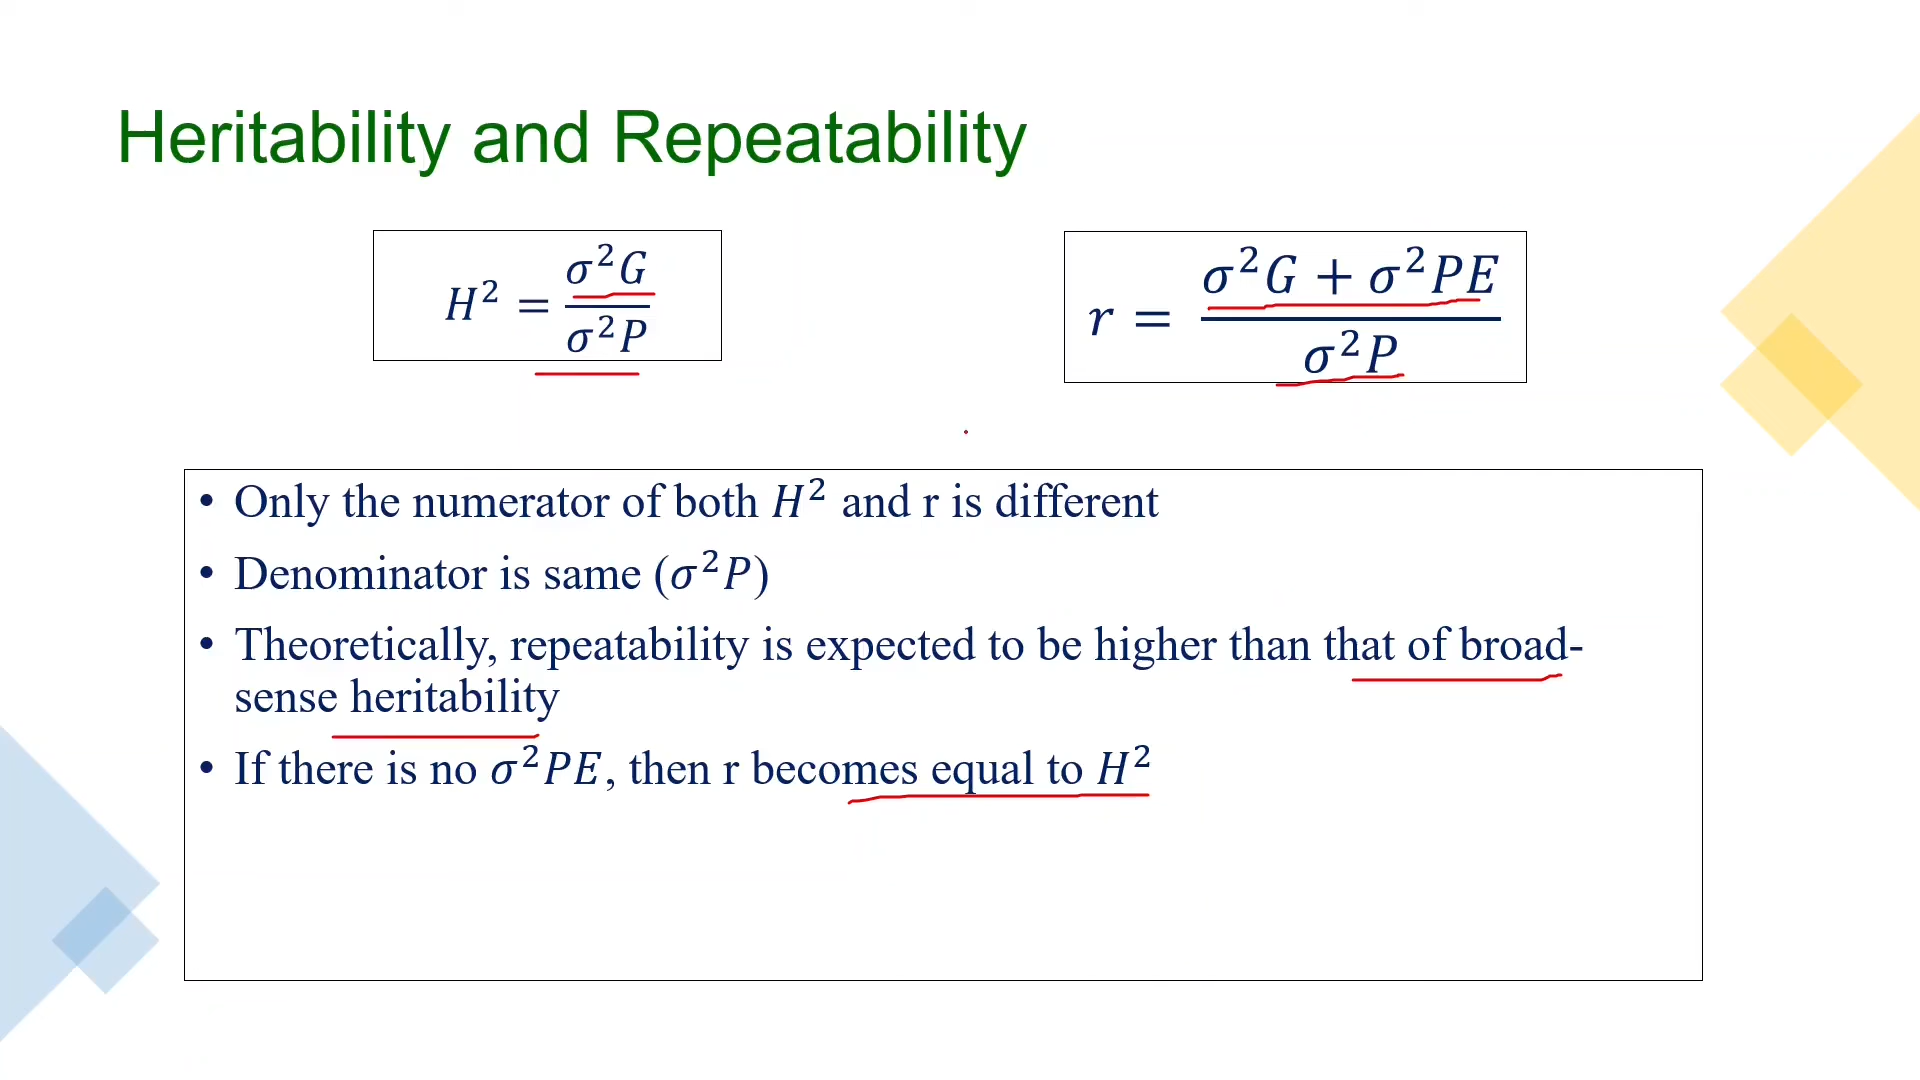 Heritability and Repeatability
H² = σ²G / σ²P
r = σ²G + σ²PE / σ²P
• Only the numerator of both H² and r is different
• Denominator is same (σ²P)
• Theoretically, repeatability is expected to be higher than that of broad-
sense heritability
• If there is no σ²PE, then r becomes equal to H²